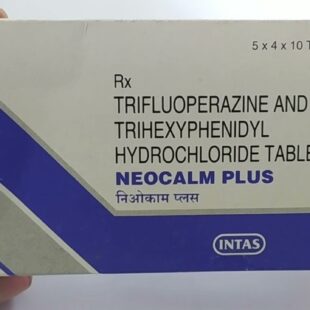 5 x 4 x 10 T
Rx
TRIFLUOPERAZINE AND
TRIHEXYPHENIDYL
HYDROCHLORIDE TABLE
NEOCALM PLUS
निओकाम प्लस
INTAS